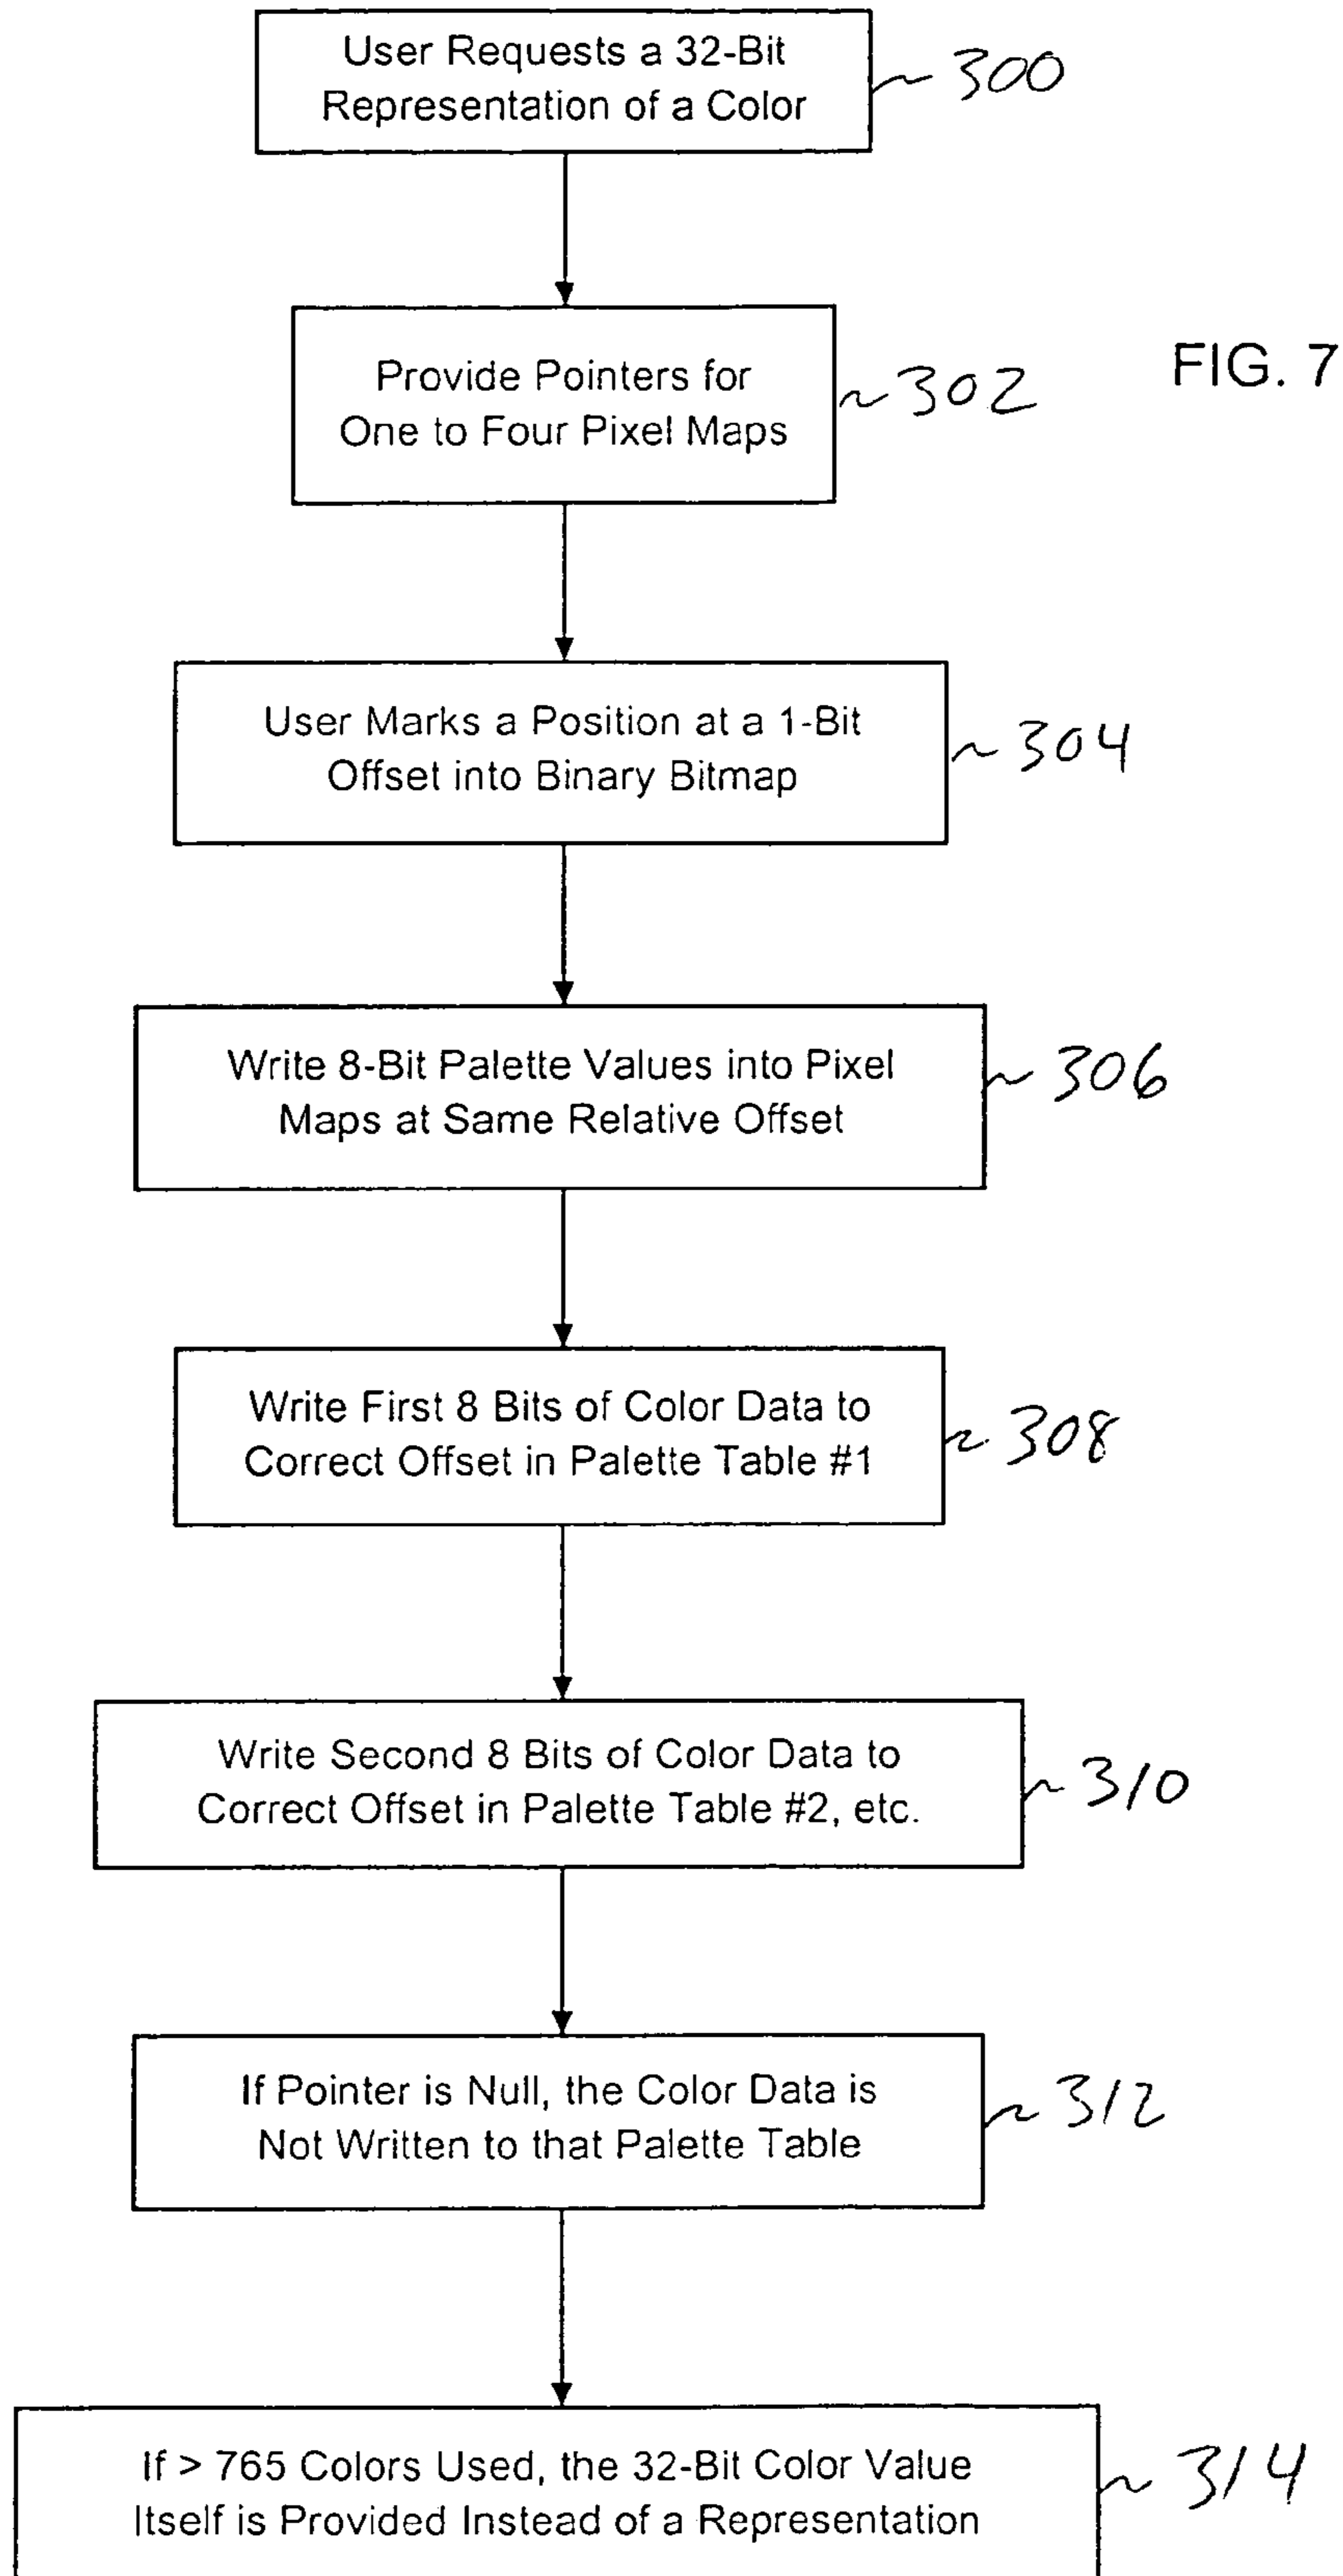 User Requests a 32-Bit
Representation of a Color
300
FIG. 7
Provide Pointers for
One to Four Pixel Maps
302
User Marks a Position at a 1-Bit
Offset into Binary Bitmap
304
Write 8-Bit Palette Values into Pixel
Maps at Same Relative Offset
306
Write First 8 Bits of Color Data to
Correct Offset in Palette Table #1
308
Write Second 8 Bits of Color Data to
Correct Offset in Palette Table #2, etc.
310
If Pointer is Null, the Color Data is
Not Written to that Palette Table
312
If > 765 Colors Used, the 32-Bit Color Value
Itself is Provided Instead of a Representation
314